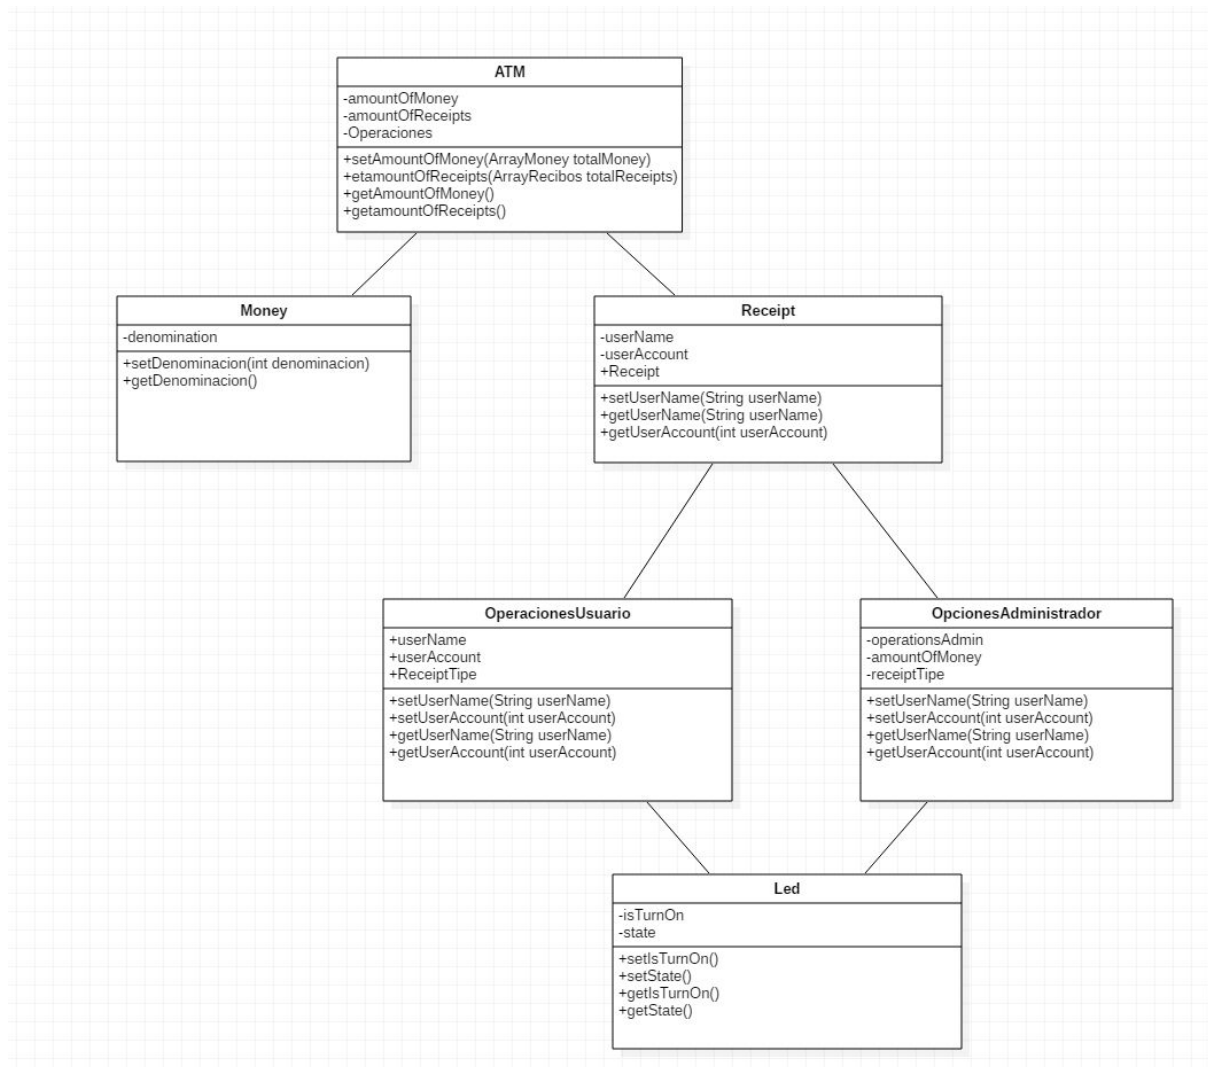 ATM
-amountOfMoney
-amountOfReceipts
-Operaciones
+setAmountOfMoney(ArrayMoney totalMoney)
+etamountOfReceipts(ArrayRecibos totalReceipts)
+getAmountOfMoney()
+getamountOfReceipts()
Money
-denomination
+setDenominacion(int denominacion)
+getDenominacion()
Receipt
-userName
-userAccount
+Receipt
+setUserName(String userName)
+getUserName(String userName)
+getUserAccount(int userAccount)
OperacionesUsuario
+userName
+userAccount
+ReceiptTipe
+setUserName(String userName)
+setUserAccount(int userAccount)
+getUserName(String userName)
+getUserAccount(int userAccount)
OpcionesAdministrador
-operationsAdmin
-amountOfMoney
-receiptTipe
+setUserName(String userName)
+setUserAccount(int userAccount)
+getUserName(String userName)
+getUserAccount(int userAccount)
Led
-isTurnOn
-state
+setIsTurnOn()
+setState()
+getIsTurnOn()
+getState()